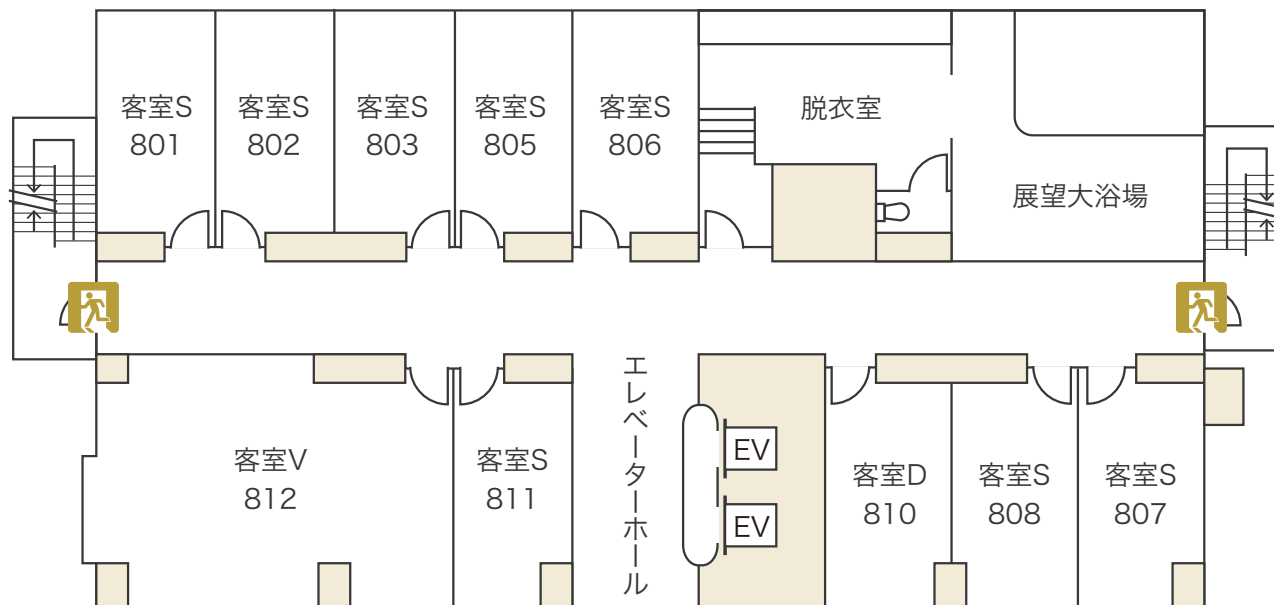 客室S
801
客室S
802
客室S
803
客室S
805
客室S
806
脱衣室
展望大浴場
客室V
812
客室S
811
エレベーターホール
EV
EV
客室D
810
客室S
808
客室S
807